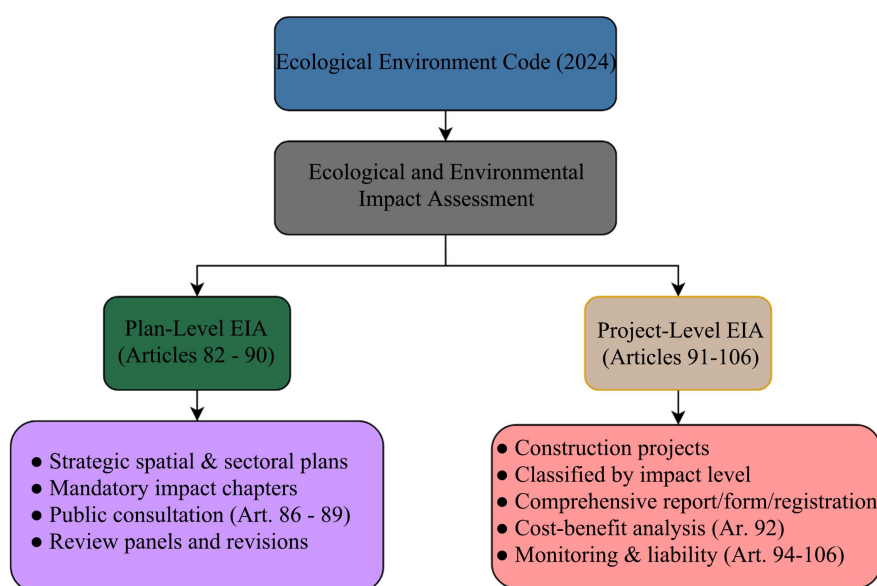 Ecological Environment Code (2024)
Ecological and Environmental
Impact Assessment
Plan-Level EIA
(Articles 82 - 90)
Project-Level EIA
(Articles 91-106)
● Strategic spatial & sectoral plans
● Mandatory impact chapters
● Public consultation (Art. 86 - 89)
● Review panels and revisions
● Construction projects
● Classified by impact level
● Comprehensive report/form/registration
● Cost-benefit analysis (Ar. 92)
● Monitoring & liability (Art. 94-106)